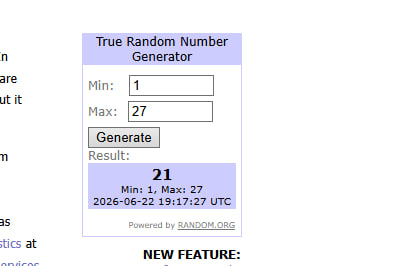 True Random Number
Generator
In
are
Min: 1
ut it
Max: 27
Generate
Result:
m
21
Min: 1, Max: 27
2026-06-22 19:17:27 UTC
as
Powered by RANDOM.ORG
stics at
NEW FEATURE: